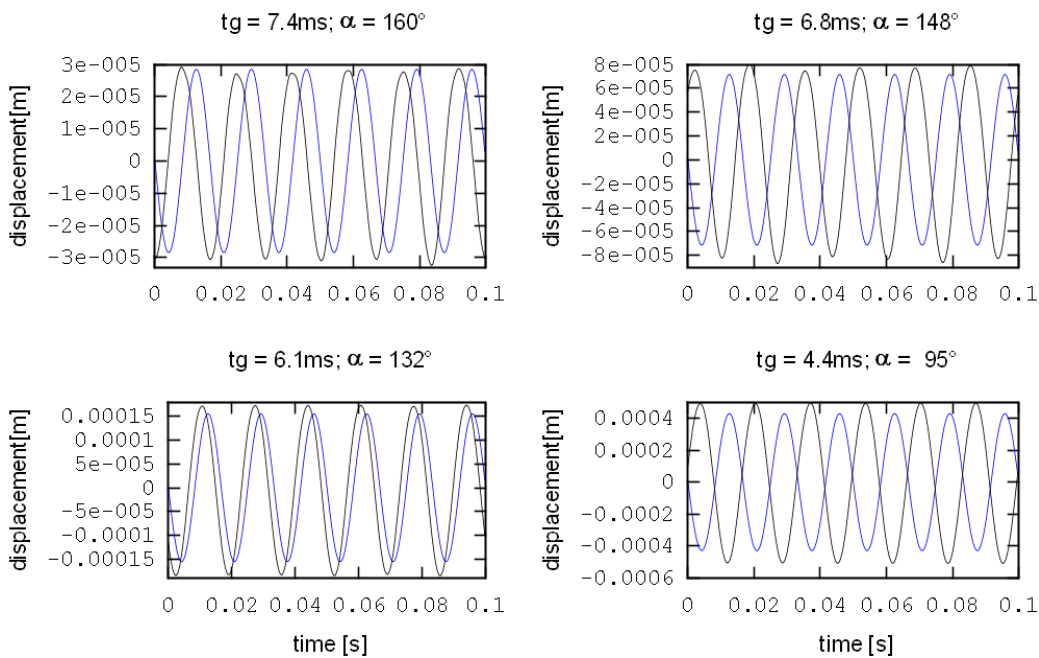 tg = 7.4ms; α = 160°
displacement[m]
3e-005
2e-005
1e-005
0
-1e-005
-2e-005
-3e-005
0 0.02 0.04 0.06 0.08 0.1
tg = 6.8ms; α = 148°
displacement[m]
8e-005
6e-005
4e-005
2e-005
0
-2e-005
-4e-005
-6e-005
-8e-005
0 0.02 0.04 0.06 0.08 0.1
tg = 6.1ms; α = 132°
displacement[m]
0.00015
0.0001
5e-005
0
-5e-005
-0.0001
-0.00015
0 0.02 0.04 0.06 0.08 0.1
time [s]
tg = 4.4ms; α = 95°
displacement[m]
0.0004
0.0002
0
-0.0002
-0.0004
-0.0006
0 0.02 0.04 0.06 0.08 0.1
time [s]